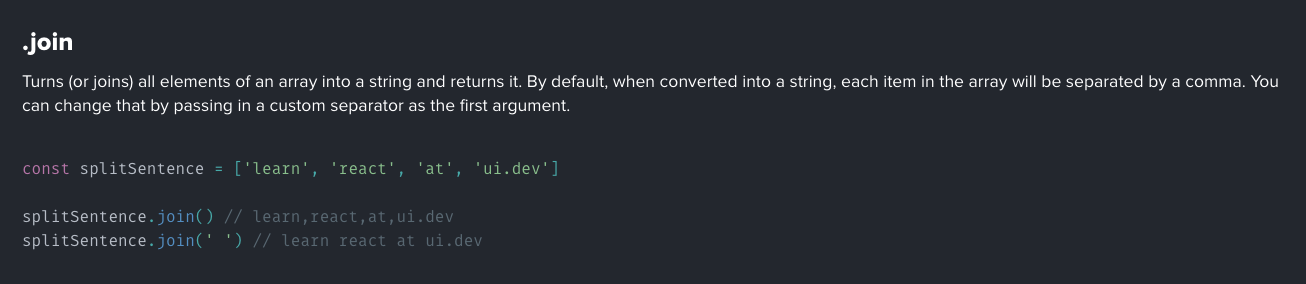 .join
Turns (or joins) all elements of an array into a string and returns it. By default, when converted into a string, each item in the array will be separated by a comma. You
can change that by passing in a custom separator as the first argument.
const splitSentence = ['learn', 'react', 'at', 'ui.dev']
splitSentence.join() // learn,react,at,ui.dev
splitSentence.join(' ') // learn react at ui.dev